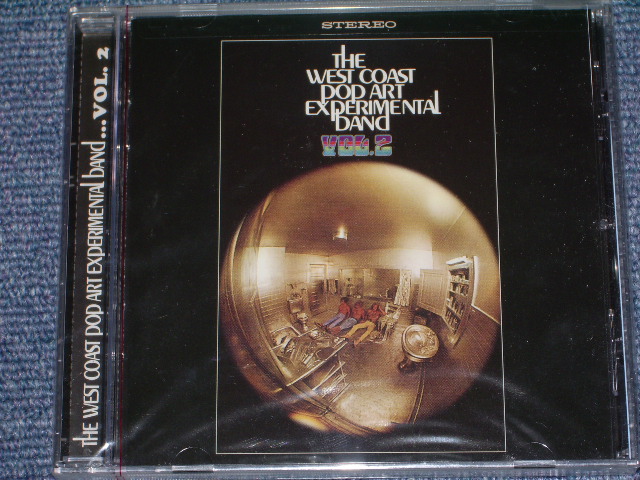 STEREO
the
WEST COAST
POP ART
EXPERIMENTAL
band
VOL.2
the WEST COAST POP ART EXPERIMENTAL band...VOL. 2